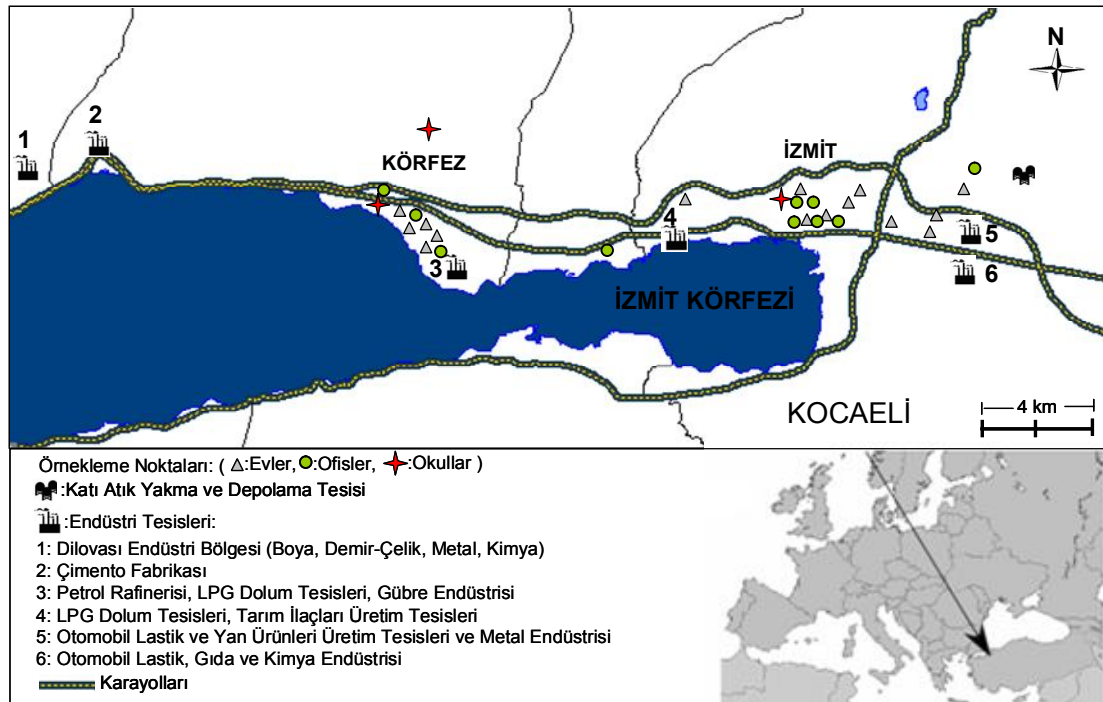 N
1
2
KÖRFEZ
İZMİT
3
4
5
6
İZMİT KÖRFEZİ
KOCAELİ
4 km
Örnekleme Noktaları: ( :Evler, :Ofisler, :Okullar )
:Katı Atık Yakma ve Depolama Tesisi
:Endüstri Tesisleri:
1: Dilovası Endüstri Bölgesi (Boya, Demir-Çelik, Metal, Kimya)
2: Çimento Fabrikası
3: Petrol Rafinerisi, LPG Dolum Tesisleri, Gübre Endüstrisi
4: LPG Dolum Tesisleri, Tarım İlaçları Üretim Tesisleri
5: Otomobil Lastik ve Yan Ürünleri Üretim Tesisleri ve Metal Endüstrisi
6: Otomobil Lastik, Gıda ve Kimya Endüstrisi
Karayolları